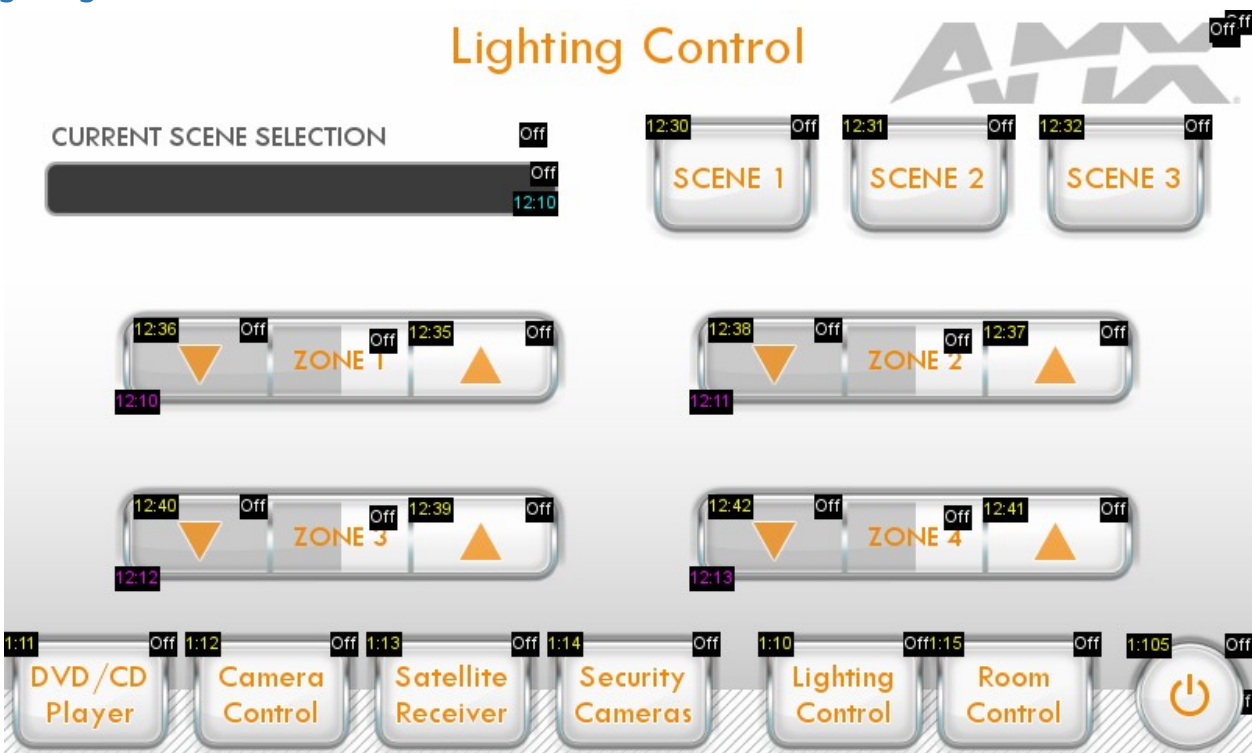 Lighting Control
AMX
Off
Off
CURRENT SCENE SELECTION
Off
12:30
Off
12:31
Off
12:32
Off
SCENE 1
SCENE 2
SCENE 3
Off
12:10
12:36
Off
ZONE 1
Off
12:35
Off
12:10
12:38
Off
ZONE 2
Off
12:37
Off
12:11
12:40
Off
ZONE 3
Off
12:39
Off
12:12
12:42
Off
ZONE 4
Off
12:41
Off
12:13
1:11
Off
1:12
Off
1:13
Off
1:14
Off
1:10
Off
1:15
Off
1:105
Off
DVD/CD
Player
Camera
Control
Satellite
Receiver
Security
Cameras
Lighting
Control
Room
Control